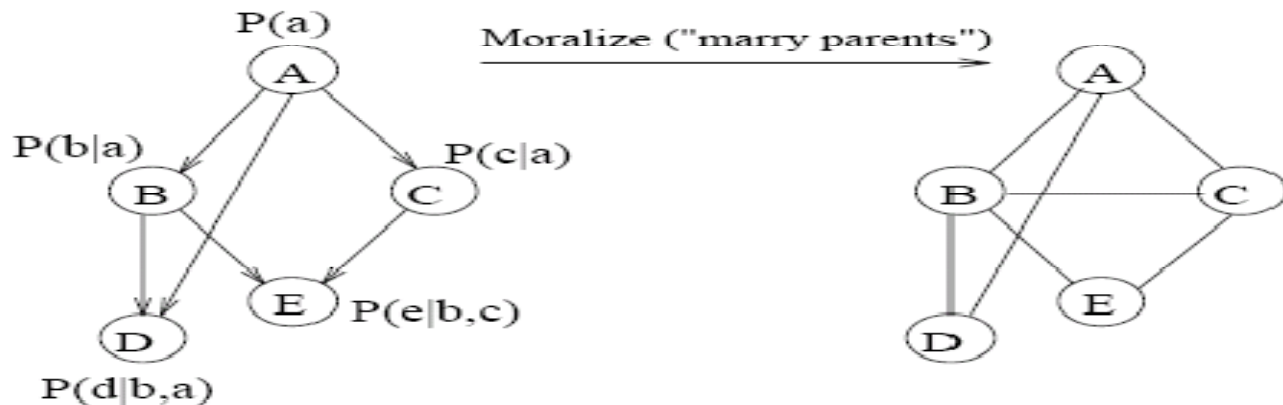 P(a)
Moralize ("marry parents")
A
A
P(b|a)
P(c|a)
B
C
B
C
E
P(e|b,c)
E
D
D
P(d|b,a)